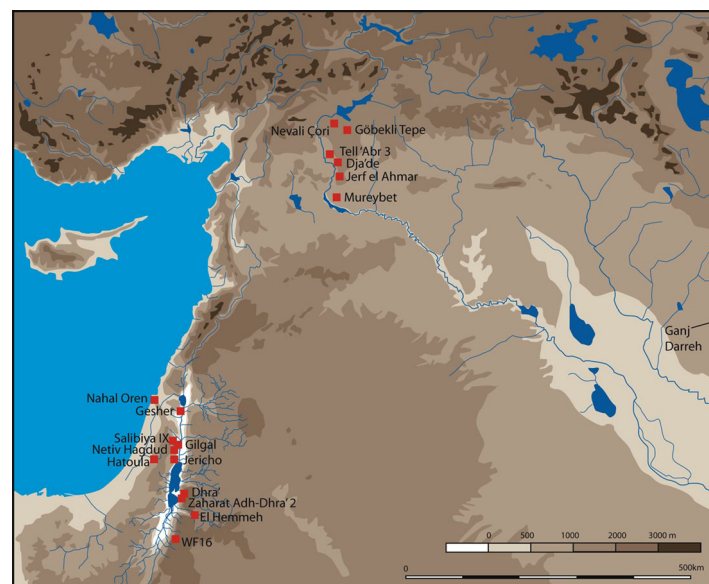 Nevali Çori
Göbekli Tepe
Tell 'Abr 3
Dja'de
Jerf el Ahmar
Mureybet
Ganj
Darreh
Nahal Oren
Gesher
Salibiya IX
Gilgal
Netiv Hagdud
Hatoula
Jericho
Dhra'
Zaharat Adh-Dhra' 2
El Hemmeh
WF16
0 500 1000 2000 3000 m
0 500km